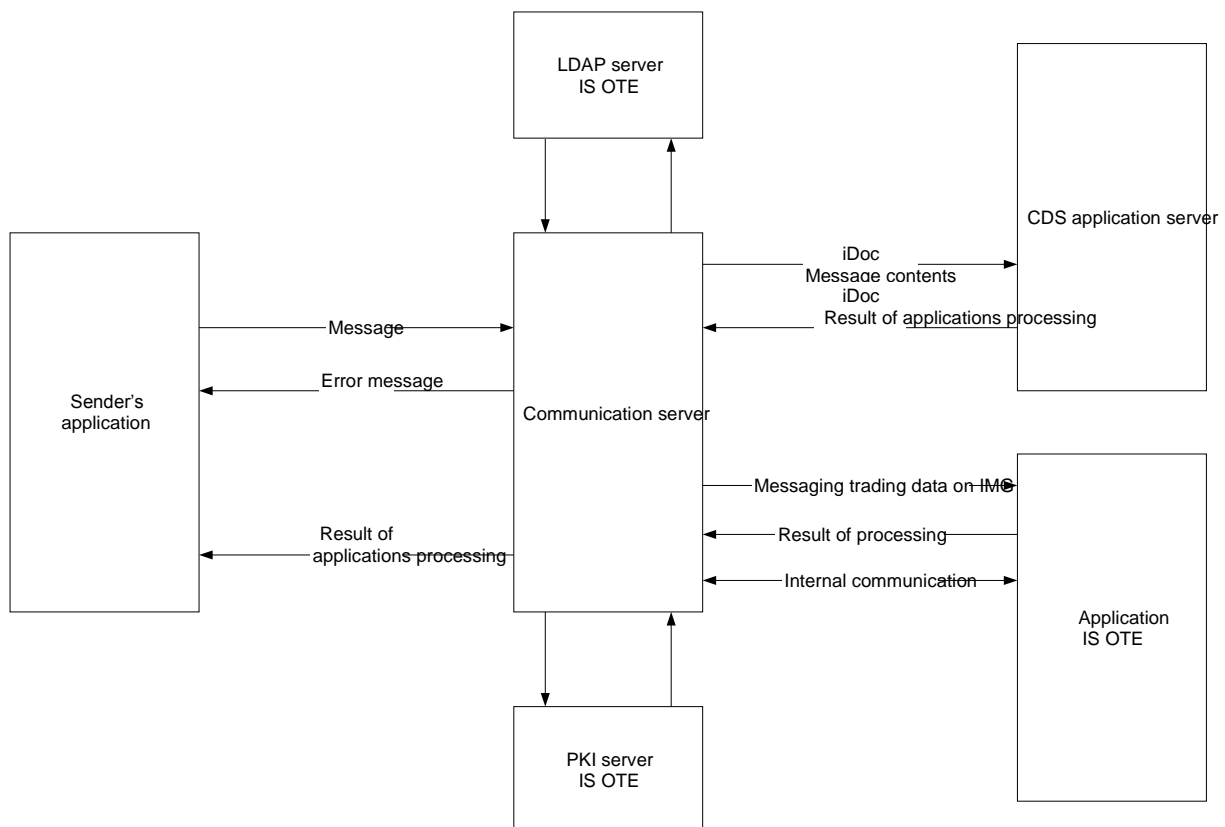 LDAP server
IS OTE
CDS application server
iDoc
Message contents
iDoc
Result of applications processing
Message
Error message
Sender’s
application
Communication server
Messaging trading data on IMG
Result of
applications processing
Result of processing
Internal communication
Application
IS OTE
PKI server
IS OTE